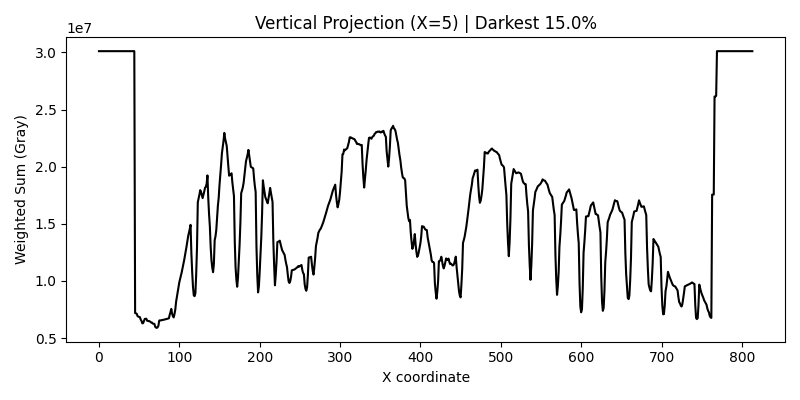 Vertical Projection (X=5) | Darkest 15.0%
1e7
3.0
2.5
2.0
1.5
1.0
0.5
Weighted Sum (Gray)
0 100 200 300 400 500 600 700 800
X coordinate